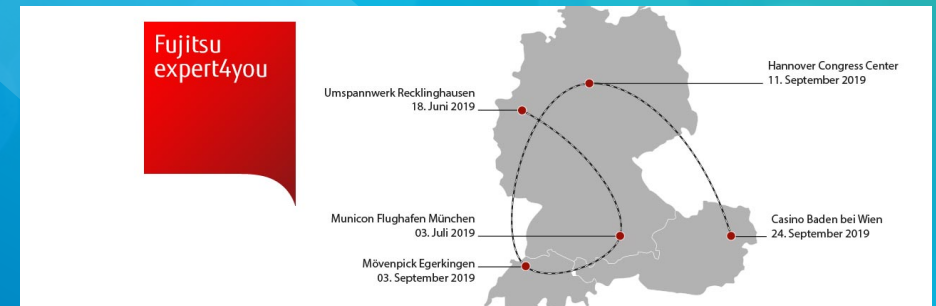 Fujitsu
expert4you
Hannover Congress Center
11. September 2019
Umspannwerk Recklinghausen
18. Juni 2019
Municon Flughafen München
03. Juli 2019
Casino Baden bei Wien
24. September 2019
Mövenpick Egerkingen
03. September 2019